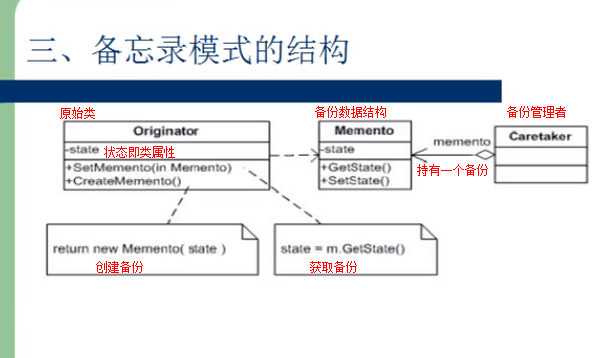 三、备忘录模式的结构
原始类
备份数据结构
备份管理者
Originator
-state 状态即类属性
+SetMemento(in Memento)
+CreateMemento()
Memento
-state
+GetState()
+SetState()
memento
持有一个备份
Caretaker
return new Memento( state )
创建备份
state = m.GetState()
获取备份